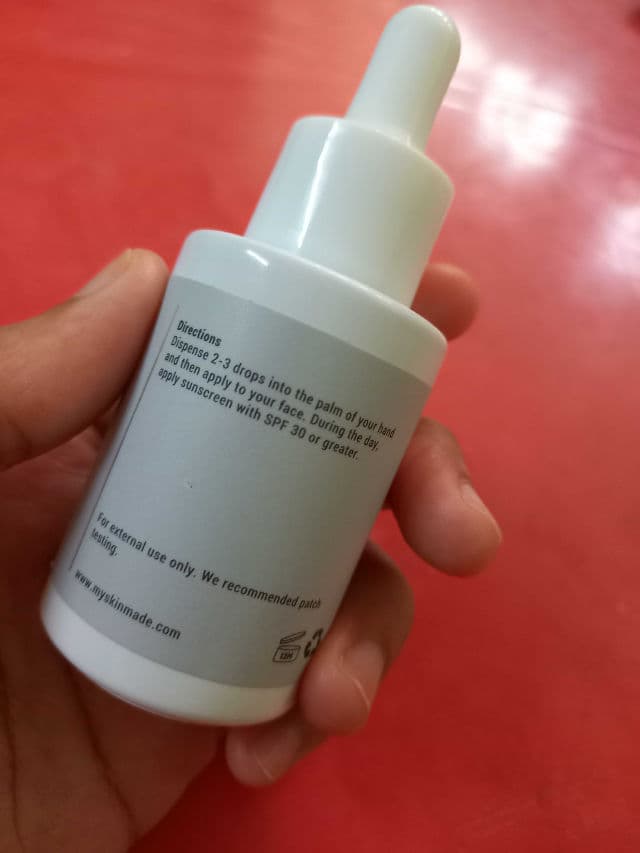 Directions
Dispense 2-3 drops into the palm of your hand
and then apply to your face. During the day,
apply sunscreen with SPF 30 or greater.
For external use only. We recommended patch
testing.
www.myskinmade.com
12M